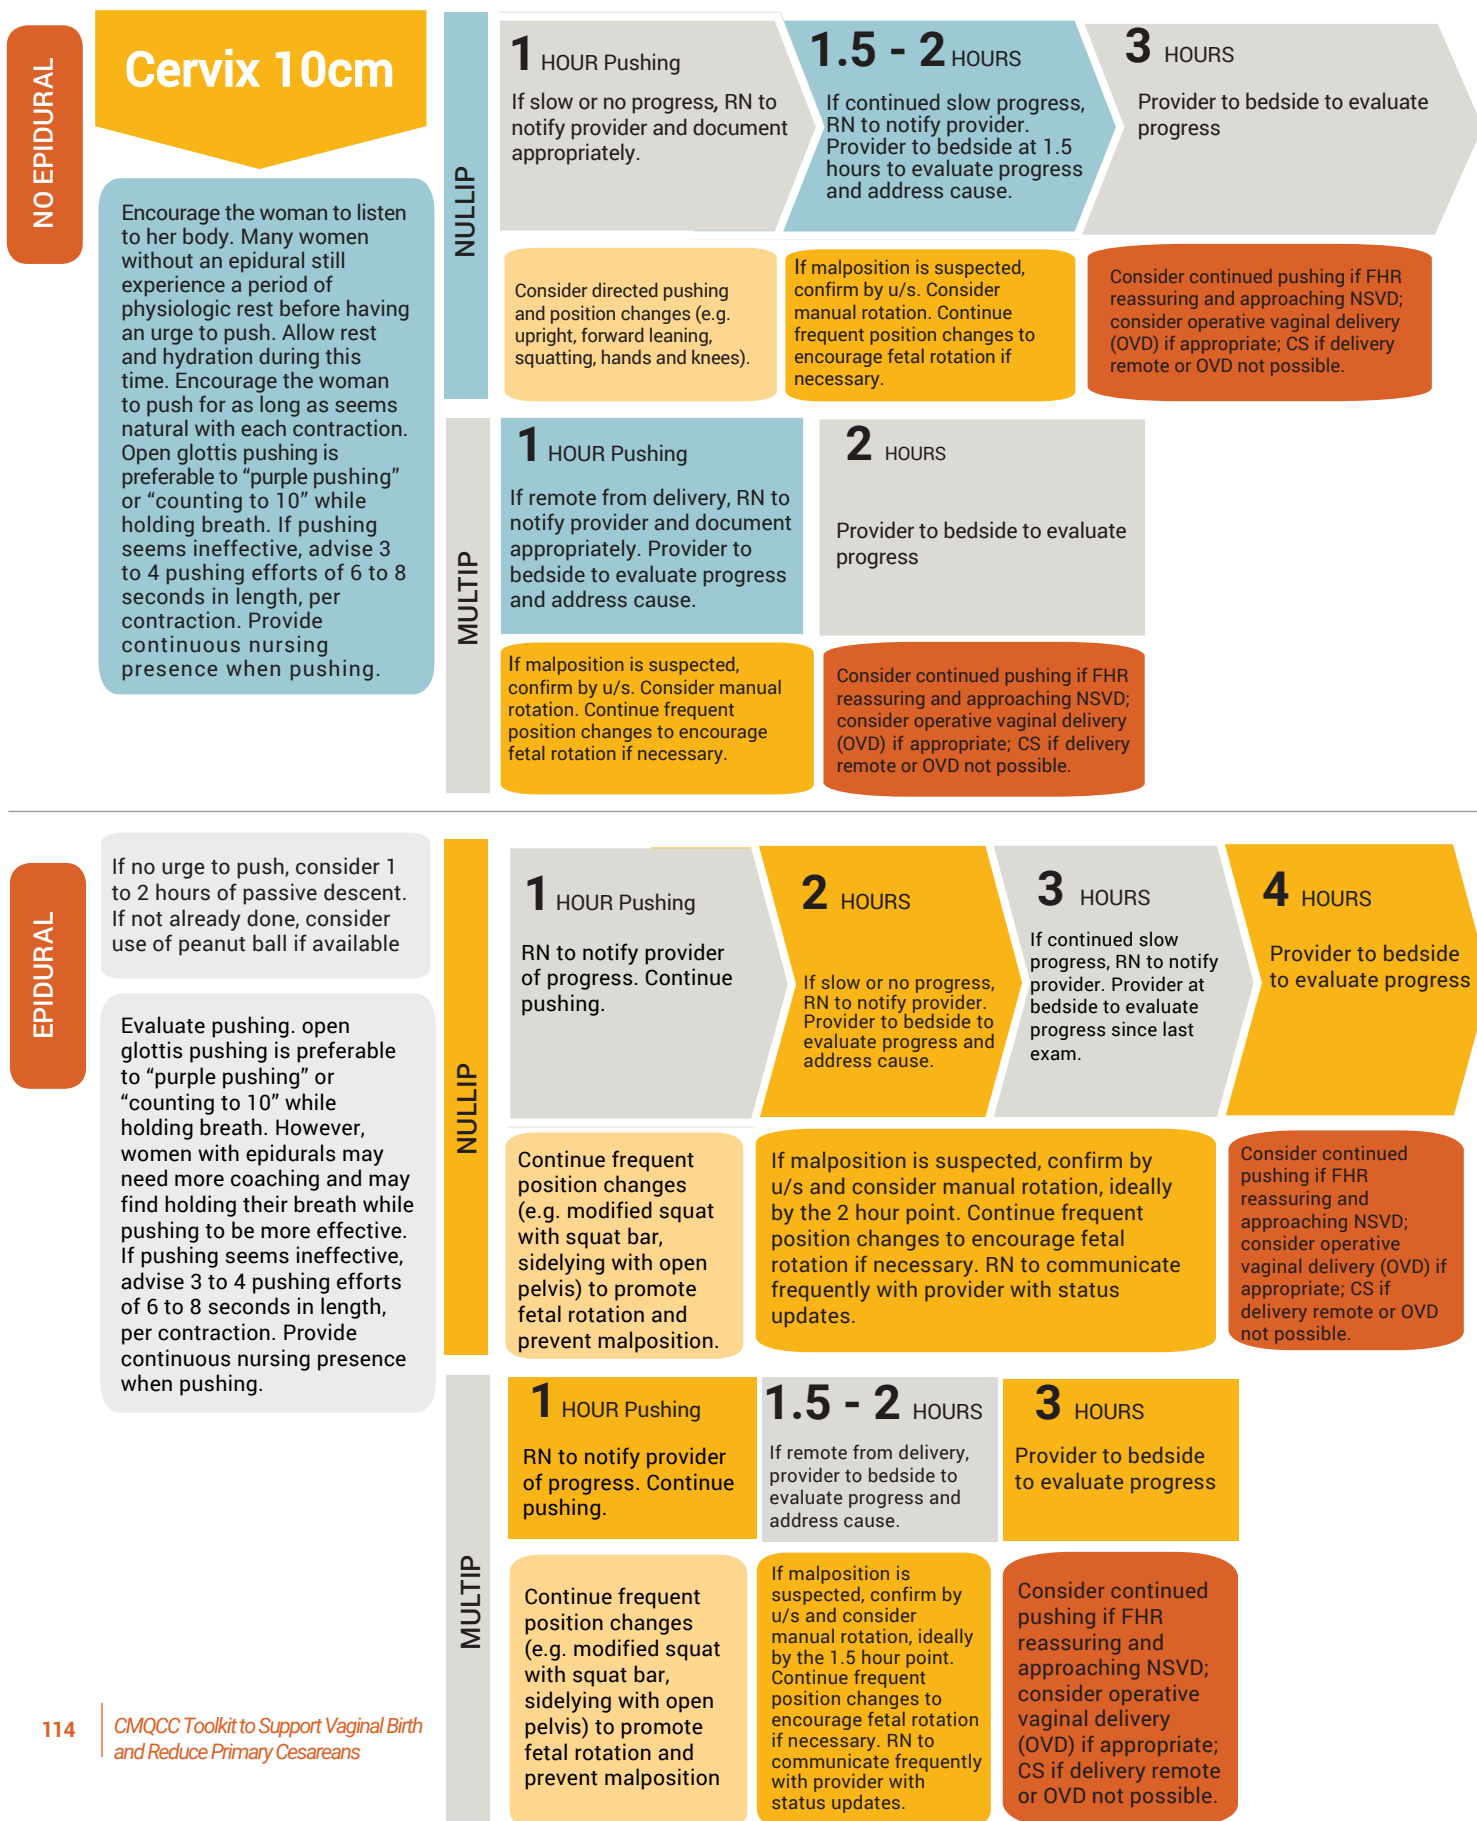 NO EPIDURAL
Cervix 10cm
Encourage the woman to listen
to her body. Many women
without an epidural still
experience a period of
physiologic rest before having
an urge to push. Allow rest
and hydration during this
time. Encourage the woman
to push for as long as seems
natural with each contraction.
Open glottis pushing is
preferable to “purple pushing”
or “counting to 10” while
holding breath. If pushing
seems ineffective, advise 3
to 4 pushing efforts of 6 to 8
seconds in length, per
contraction. Provide
continuous nursing
presence when pushing.
NULLIP
1 HOUR Pushing
If slow or no progress, RN to
notify provider and document
appropriately.
1.5 - 2 HOURS
If continued slow progress,
RN to notify provider.
Provider to bedside at 1.5
hours to evaluate progress
and address cause.
3 HOURS
Provider to bedside to evaluate
progress
Consider directed pushing
and position changes (e.g.
upright, forward leaning,
squatting, hands and knees).
If malposition is suspected,
confirm by u/s. Consider
manual rotation. Continue
frequent position changes to
encourage fetal rotation if
necessary.
Consider continued pushing if FHR
reassuring and approaching NSVD;
consider operative vaginal delivery
(OVD) if appropriate; CS if delivery
remote or OVD not possible.
MULTIP
1 HOUR Pushing
If remote from delivery, RN to
notify provider and document
appropriately. Provider to
bedside to evaluate progress
and address cause.
2 HOURS
Provider to bedside to evaluate
progress
If malposition is suspected,
confirm by u/s. Consider manual
rotation. Continue frequent
position changes to encourage
fetal rotation if necessary.
Consider continued pushing if FHR
reassuring and approaching NSVD;
consider operative vaginal delivery
(OVD) if appropriate; CS if delivery
remote or OVD not possible.
EPIDURAL
If no urge to push, consider 1
to 2 hours of passive descent.
If not already done, consider
use of peanut ball if available
Evaluate pushing. open
glottis pushing is preferable
to “purple pushing” or
“counting to 10” while
holding breath. However,
women with epidurals may
need more coaching and may
find holding their breath while
pushing to be more effective.
If pushing seems ineffective,
advise 3 to 4 pushing efforts
of 6 to 8 seconds in length,
per contraction. Provide
continuous nursing presence
when pushing.
NULLIP
1 HOUR Pushing
RN to notify provider
of progress. Continue
pushing.
2 HOURS
If slow or no progress,
RN to notify provider.
Provider to bedside to
evaluate progress and
address cause.
3 HOURS
If continued slow
progress, RN to notify
provider. Provider at
bedside to evaluate
progress since last
exam.
4 HOURS
Provider to bedside
to evaluate progress
Continue frequent
position changes
(e.g. modified squat
with squat bar,
sidelying with open
pelvis) to promote
fetal rotation and
prevent malposition.
If malposition is suspected, confirm by
u/s and consider manual rotation, ideally
by the 2 hour point. Continue frequent
position changes to encourage fetal
rotation if necessary. RN to communicate
frequently with provider with status
updates.
Consider continued
pushing if FHR
reassuring and
approaching NSVD;
consider operative
vaginal delivery (OVD) if
appropriate; CS if
delivery remote or OVD
not possible.
MULTIP
1 HOUR Pushing
RN to notify provider
of progress. Continue
pushing.
1.5 - 2 HOURS
If remote from delivery,
provider to bedside to
evaluate progress and
address cause.
3 HOURS
Provider to bedside
to evaluate progress
Continue frequent
position changes
(e.g. modified squat
with squat bar,
sidelying with open
pelvis) to promote
fetal rotation and
prevent malposition
If malposition is
suspected, confirm by
u/s and consider
manual rotation, ideally
by the 1.5 hour point.
Continue frequent
position changes to
encourage fetal rotation
if necessary. RN to
communicate frequently
with provider with
status updates.
Consider continued
pushing if FHR
reassuring and
approaching NSVD;
consider operative
vaginal delivery
(OVD) if appropriate;
CS if delivery remote
or OVD not possible.
114
CMQCC Toolkit to Support Vaginal Birth
and Reduce Primary Cesareans